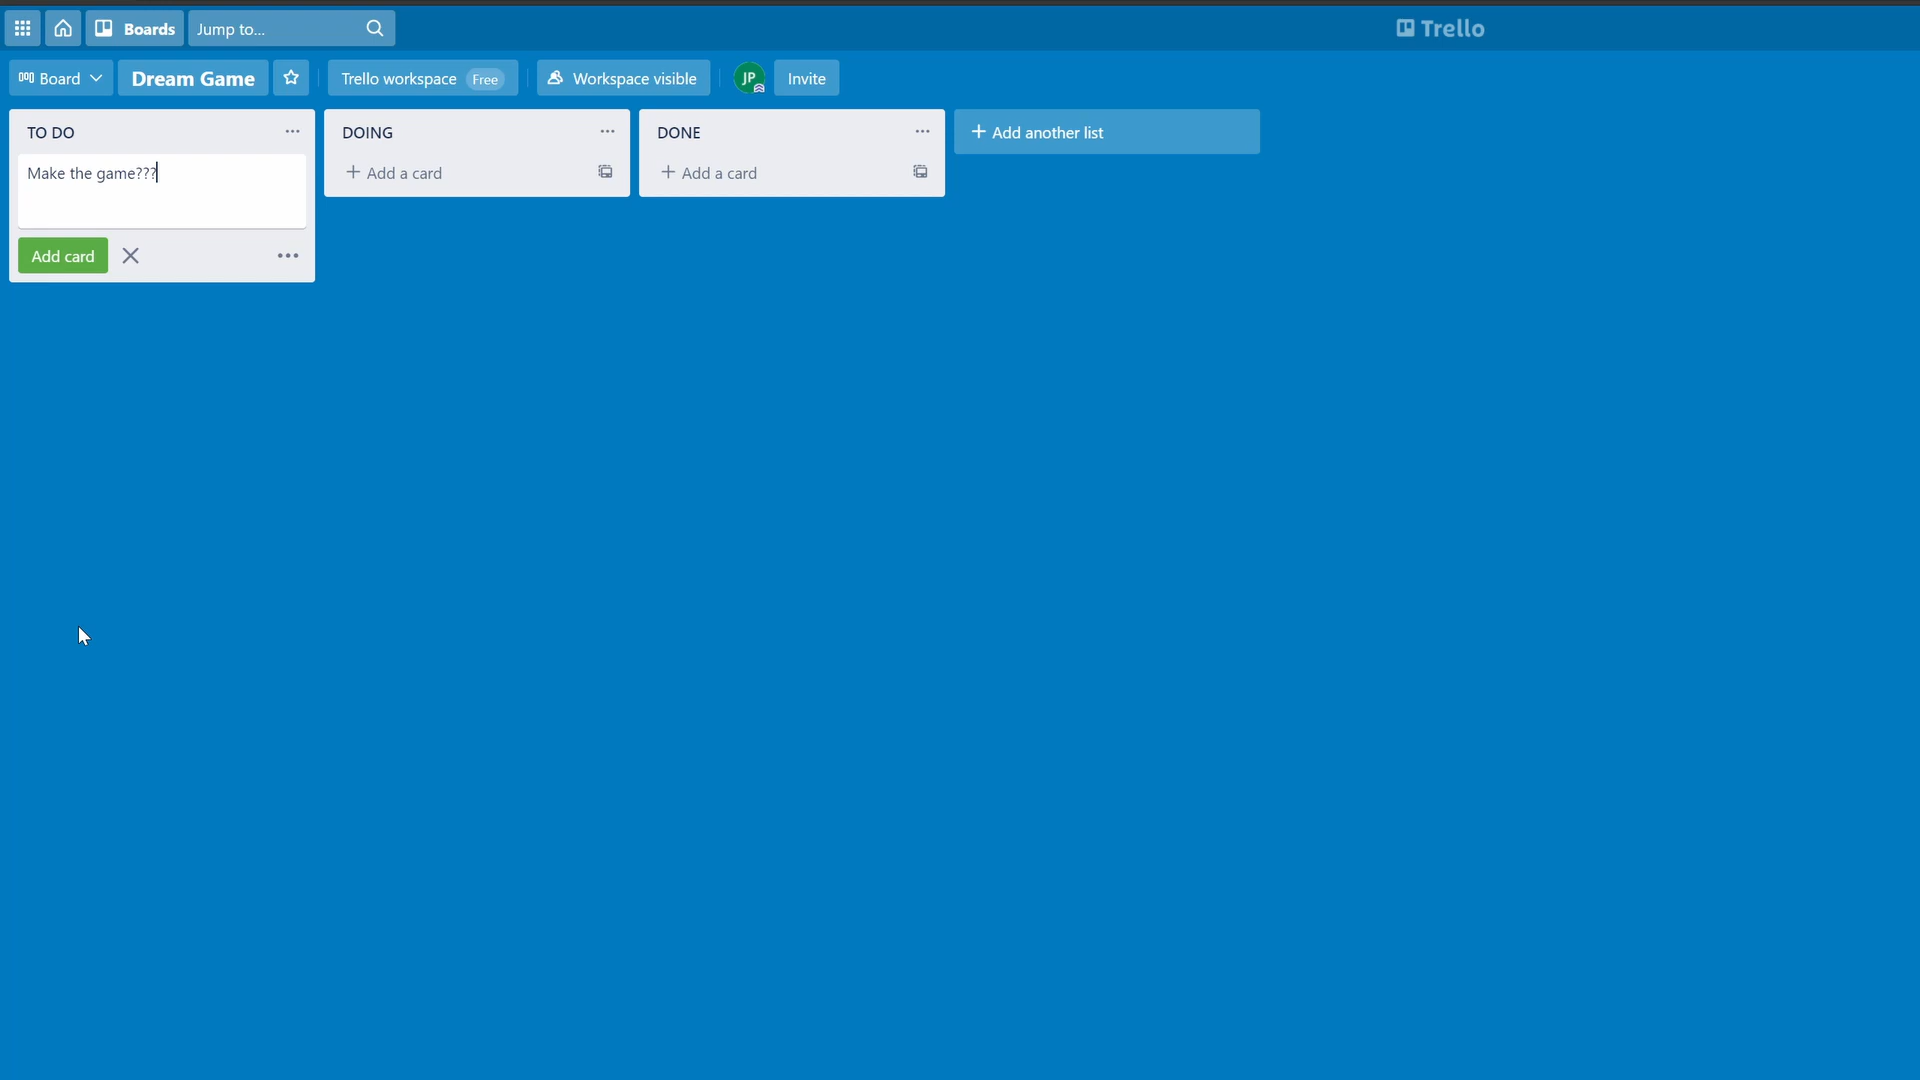 Boards
Jump to...
Trello
Board
Dream Game
Trello workspace Free
Workspace visible
JP
Invite
TO DO
Make the game???
Add card
DOING
+ Add a card
DONE
+ Add a card
+ Add another list